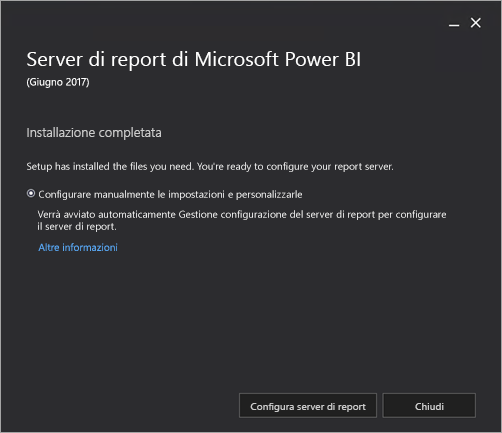 Server di report di Microsoft Power BI
(Giugno 2017)
Installazione completata
Setup has installed the files you need. You're ready to configure your report server.
Configurare manualmente le impostazioni e personalizzarle
Verrà avviato automaticamente Gestione configurazione del server di report per configurare
il server di report.
Altre informazioni
Configura server di report
Chiudi